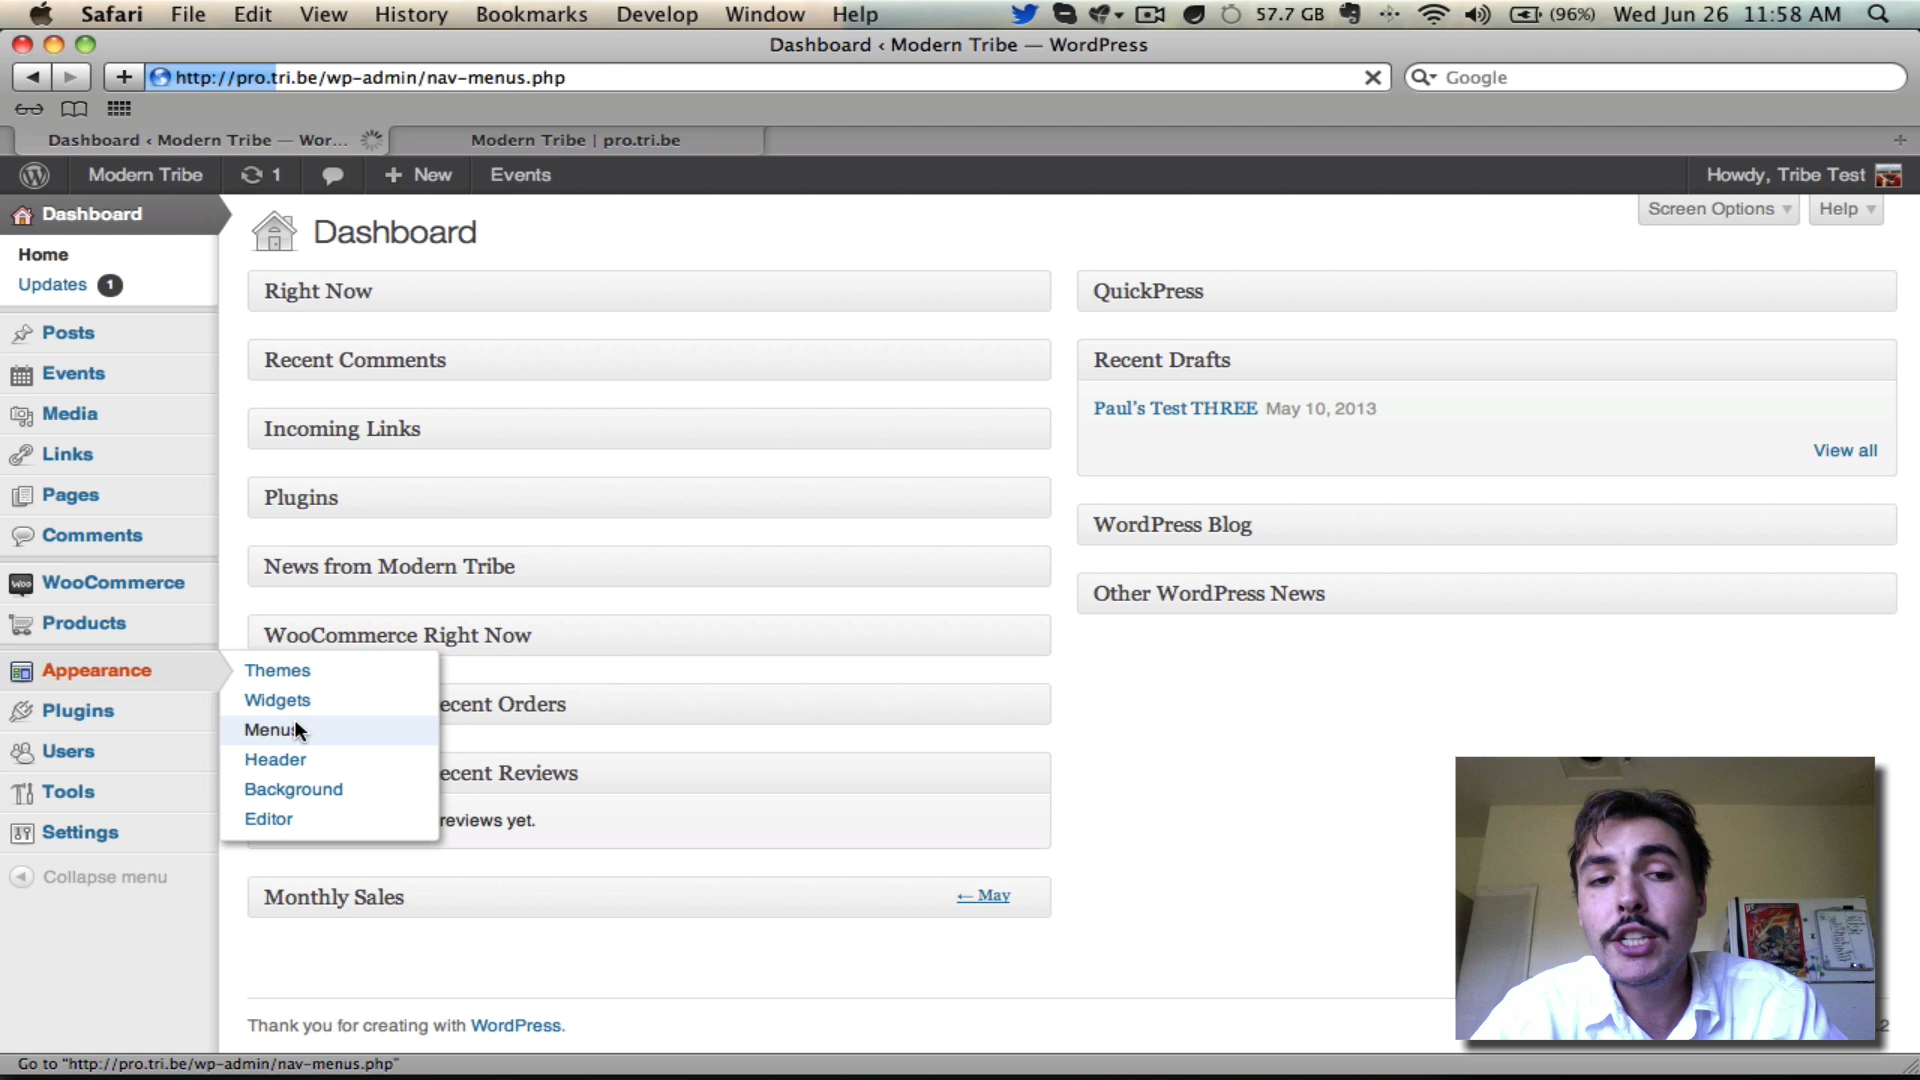 Safari File Edit View History Bookmarks Develop Window Help 57.7 GB (96%) Wed Jun 26 11:58 AM
Dashboard ‹ Modern Tribe — WordPress
http://pro.tri.be/wp-admin/nav-menus.php Google
Dashboard ‹ Modern Tribe — Wor... Modern Tribe | pro.tri.be
Modern Tribe 1 + New Events Howdy, Tribe Test
Dashboard
Home
Updates 1
Posts
Events
Media
Links
Pages
Comments
WooCommerce
Products
Appearance
Plugins
Users
Tools
Settings
Collapse menu
Themes
Widgets
Menus
Header
Background
Editor
Screen Options Help
Dashboard
Right Now
Recent Comments
Incoming Links
Plugins
News from Modern Tribe
WooCommerce Right Now
ecent Orders
ecent Reviews
reviews yet.
Monthly Sales ← May
QuickPress
Recent Drafts
Paul's Test THREE May 10, 2013
View all
WordPress Blog
Other WordPress News
Thank you for creating with WordPress.
Go to "http://pro.tri.be/wp-admin/nav-menus.php"